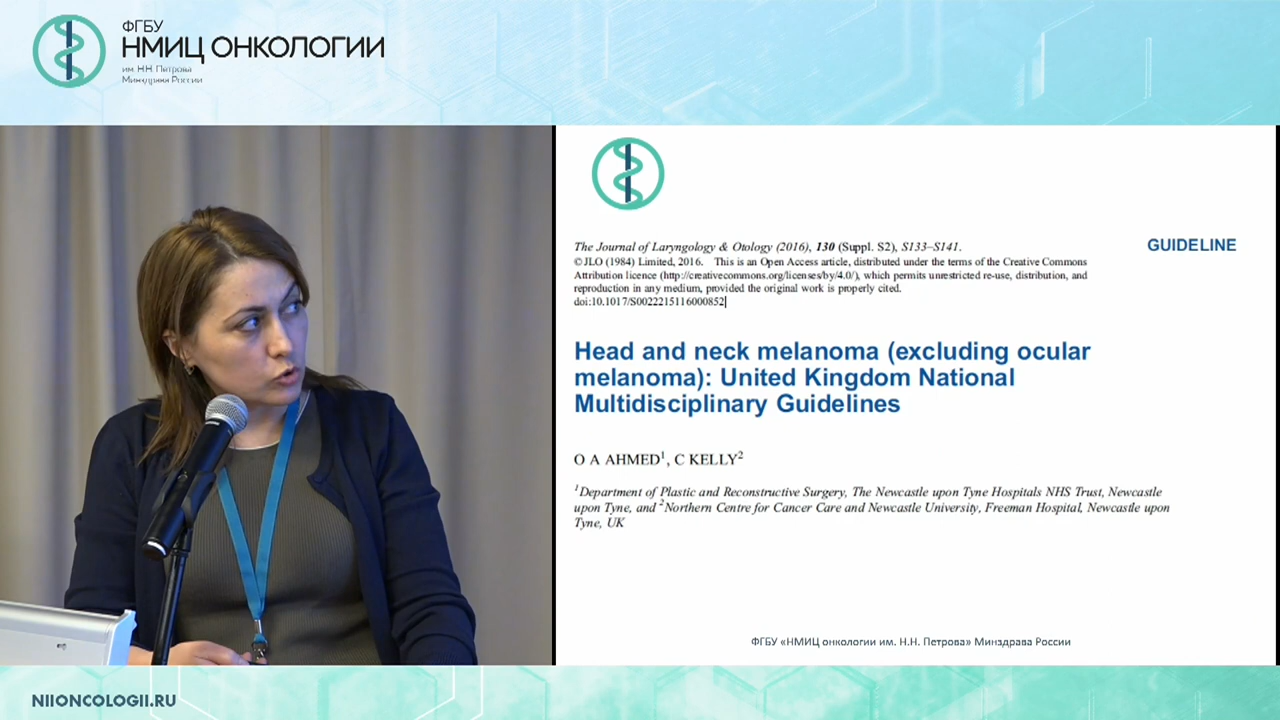 ФГБУ
НМИЦ ОНКОЛОГИИ
им. Н.Н. Петрова
Минздрава России
The Journal of Laryngology & Otology (2016), 130 (Suppl. S2), S133–S141.
GUIDELINE
© JLO (1984) Limited, 2016. This is an Open Access article, distributed under the terms of the Creative Commons
Attribution licence (http://creativecommons.org/licenses/by/4.0/), which permits unrestricted re-use, distribution, and
reproduction in any medium, provided the original work is properly cited.
doi:10.1017/S0022215116000852
Head and neck melanoma (excluding ocular
melanoma): United Kingdom National
Multidisciplinary Guidelines
O A AHMED1, C KELLY2
1Department of Plastic and Reconstructive Surgery, The Newcastle upon Tyne Hospitals NHS Trust, Newcastle
upon Tyne, and 2Northern Centre for Cancer Care and Newcastle University, Freeman Hospital, Newcastle upon
Tyne, UK
ФГБУ «НМИЦ онкологии им. Н.Н. Петрова» Минздрава России
NIIONCOLOGII.RU